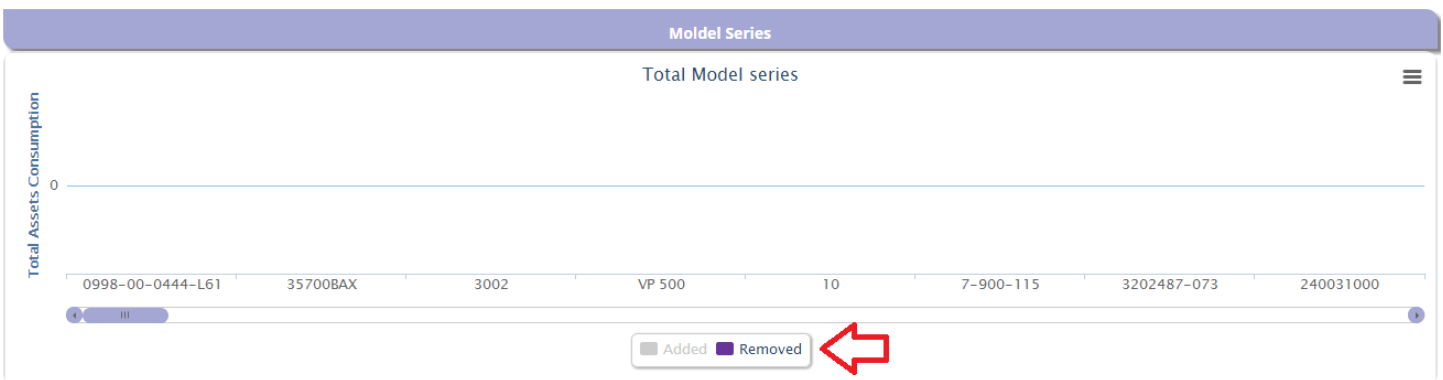 Moldel Series
Total Model series
Total Assets Consumption
0
0998-00-0444-L61 35700BAX 3002 VP 500 10 7-900-115 3202487-073 240031000
Added Removed